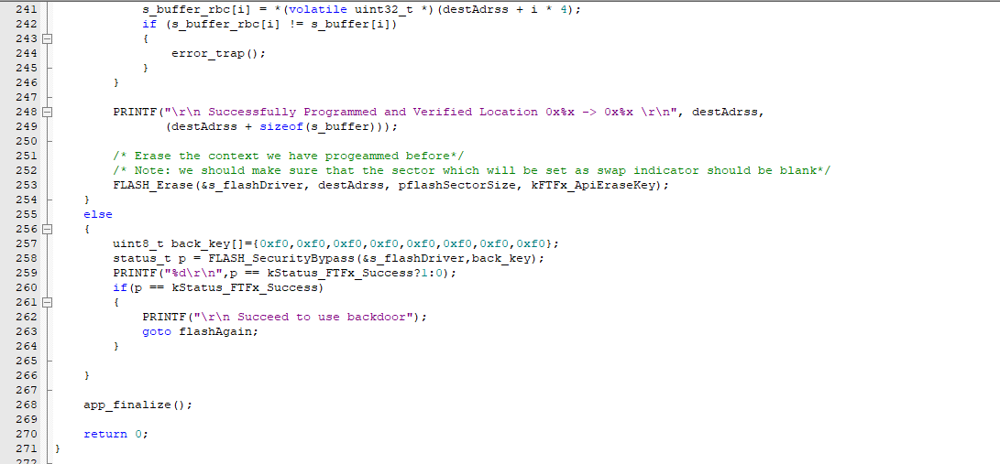 241 s_buffer_rbc[i] = *(volatile uint32_t *)(destAdrss + i * 4);
242 if (s_buffer_rbc[i] != s_buffer[i])
243 {
244 error_trap();
245 }
246 }
247
248 PRINTF("\r\n Successfully Programmed and Verified Location 0x%x -> 0x%x \r\n", destAdrss,
249 (destAdrss + sizeof(s_buffer)));
250
251 /* Erase the context we have progeammed before*/
252 /* Note: we should make sure that the sector which will be set as swap indicator should be blank*/
253 FLASH_Erase(&s_flashDriver, destAdrss, pflashSectorSize, kFTFx_ApiEraseKey);
254 }
255 else
256 {
257 uint8_t back_key[]={0xf0,0xf0,0xf0,0xf0,0xf0,0xf0,0xf0,0xf0};
258 status_t p = FLASH_SecurityBypass(&s_flashDriver,back_key);
259 PRINTF("%d\r\n",p == kStatus_FTFx_Success?1:0);
260 if(p == kStatus_FTFx_Success)
261 {
262 PRINTF("\r\n Succeed to use backdoor");
263 goto flashAgain;
264 }
265
266 }
267
268 app_finalize();
269
270 return 0;
271 }
272